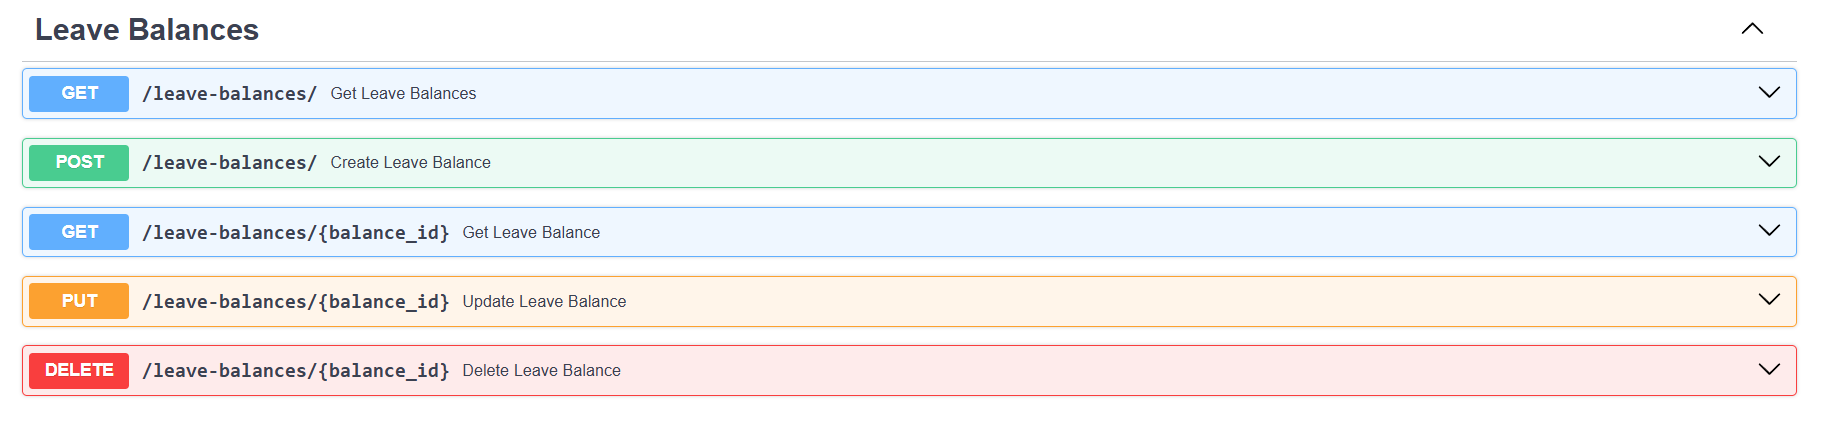 Leave Balances
GET /leave-balances/ Get Leave Balances
POST /leave-balances/ Create Leave Balance
GET /leave-balances/{balance_id} Get Leave Balance
PUT /leave-balances/{balance_id} Update Leave Balance
DELETE /leave-balances/{balance_id} Delete Leave Balance